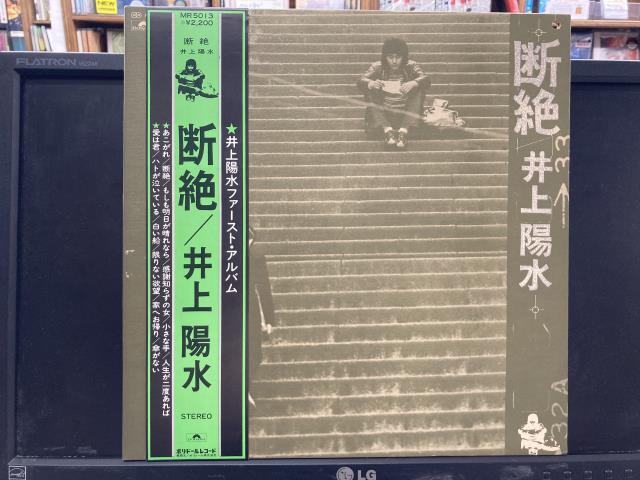 FLATRON W2246
MR5013
¥2,200
断絶
井上陽水
★井上陽水ファースト・アルバム
断絶／井上陽水
★あこがれ／断絶／もしも明日が晴れなら／感謝知らずの女／小さな手／人生が二度あれば
★愛は君／ハトが泣いている／白い船／限りない欲望／家へお帰り／傘がない
STEREO
ポリドールレコード
断絶／井上陽水
33
32A
LG